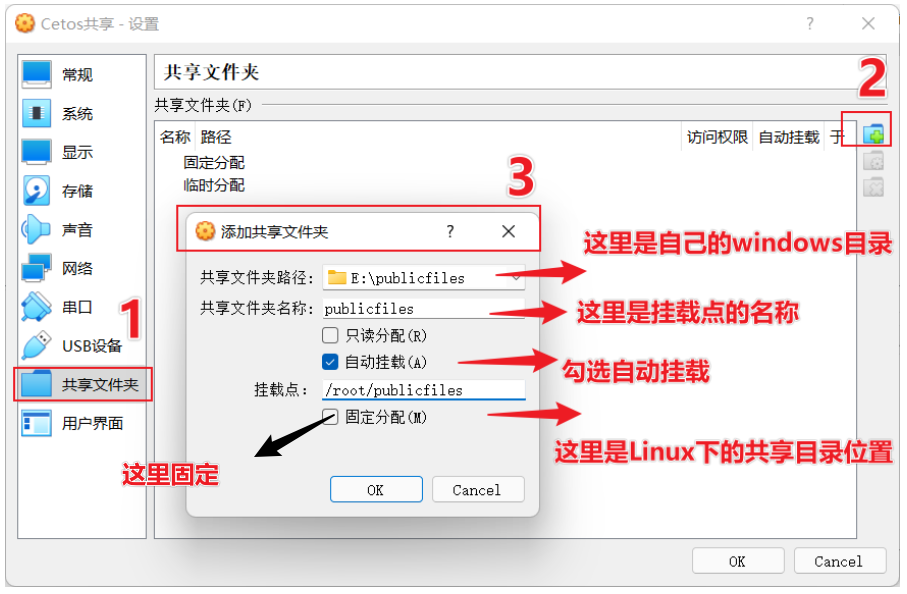 Cetos共享 - 设置
?
常规
系统
显示
存储
声音
网络
串口
USB设备
共享文件夹
用户界面
1
共享文件夹
共享文件夹(F)
2
名称 路径 访问权限 自动挂载 于
固定分配
临时分配
3
添加共享文件夹 ?
共享文件夹路径: E:\publicfiles
这里是自己的windows目录
共享文件夹名称: publicfiles
这里是挂载点的名称
只读分配(R)
自动挂载(A)
勾选自动挂载
挂载点: /root/publicfiles
固定分配(M)
这里是Linux下的共享目录位置
这里固定
OK Cancel
OK Cancel